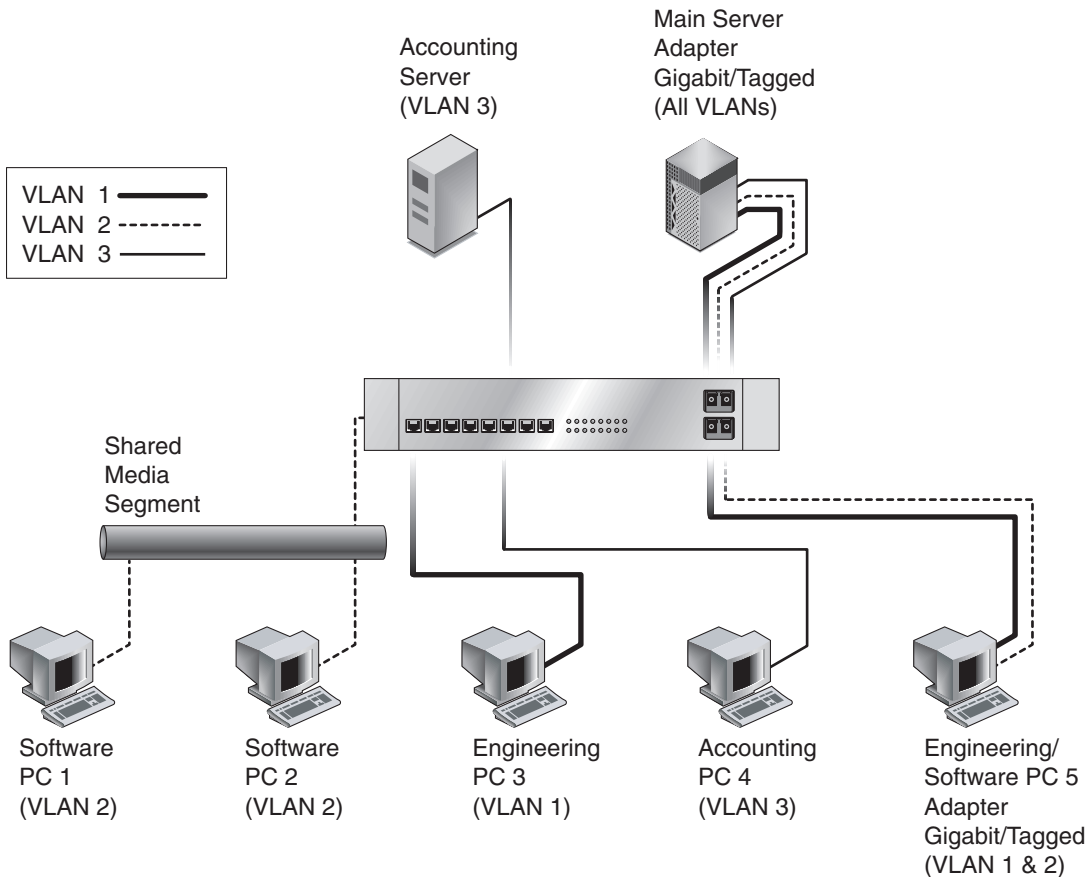 Main Server
Adapter
Gigabit/Tagged
(All VLANs)
Accounting
Server
(VLAN 3)
VLAN 1
VLAN 2
VLAN 3
Shared
Media
Segment
Software
PC 1
(VLAN 2)
Software
PC 2
(VLAN 2)
Engineering
PC 3
(VLAN 1)
Accounting
PC 4
(VLAN 3)
Engineering/
Software PC 5
Adapter
Gigabit/Tagged
(VLAN 1 & 2)